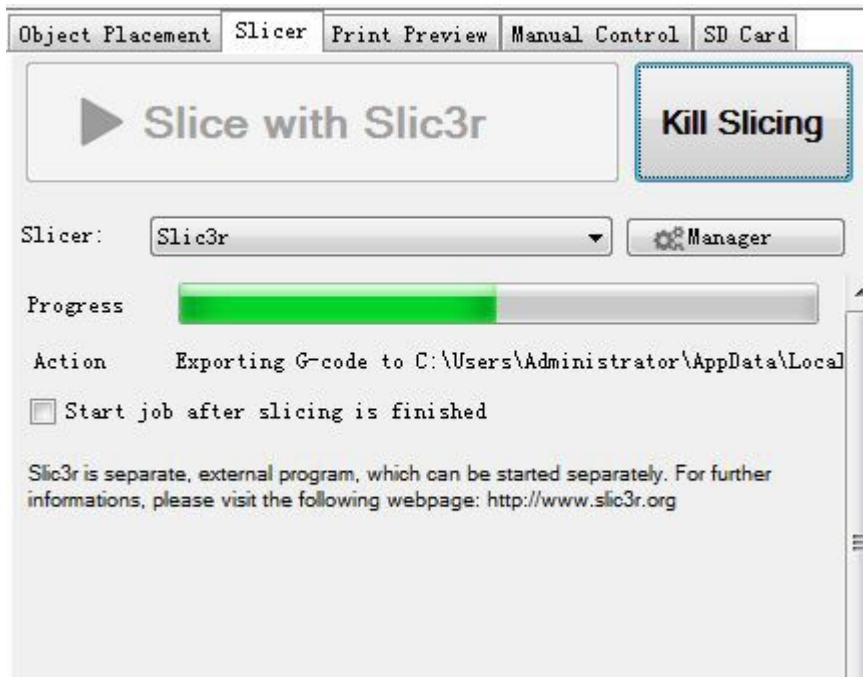 Object Placement Slicer Print Preview Manual Control SD Card
Slice with Slic3r Kill Slicing
Slicer: Slic3r Manager
Progress
Action Exporting G-code to C:\Users\Administrator\AppData\Local
Start job after slicing is finished
Slic3r is separate, external program, which can be started separately. For further
informations, please visit the following webpage: http://www.slic3r.org